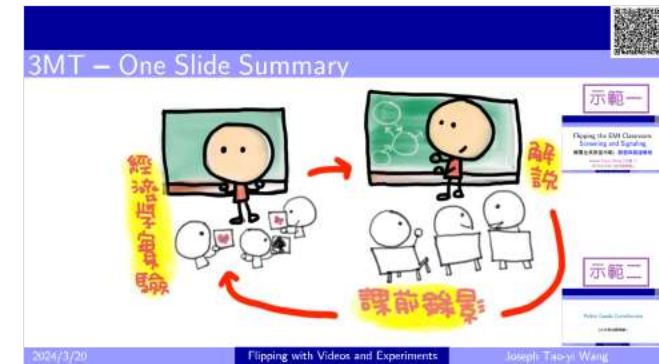 3MT – One Slide Summary
經濟學實驗
解說
課前錄影
示範一
Flipping the EMI Classroom
Screening and Signaling
示範二
Public Goods Commitment
2024/3/20
Flipping with Videos and Experiments
Joseph Tao-yi Wang